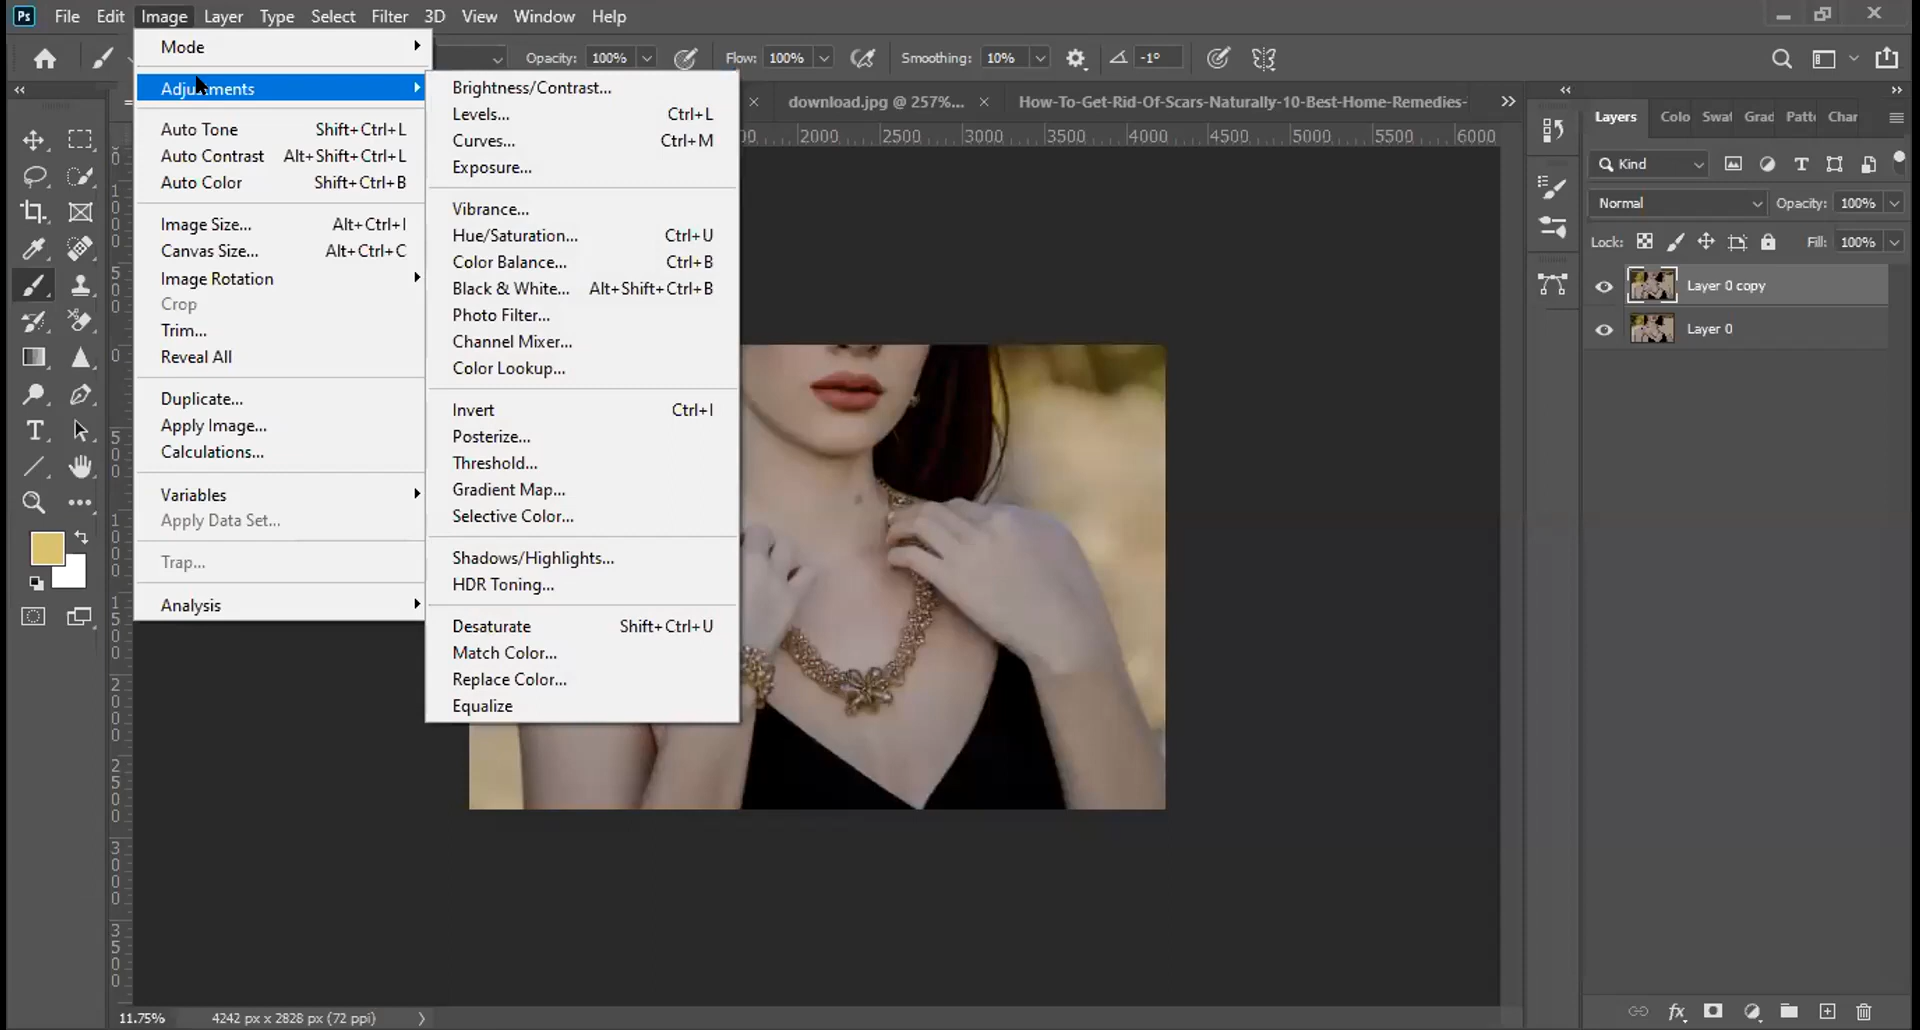 Ps File Edit Image Layer Type Select Filter 3D View Window Help
Opacity: 100% Flow: 100% Smoothing: 10% -1°
download.jpg @ 257%... How-To-Get-Rid-Of-Scars-Naturally-10-Best-Home-Remedies-
2000 2500 3000 3500 4000 4500 5000 5500 6000
Mode
Adjustments
Auto Tone Shift+Ctrl+L
Auto Contrast Alt+Shift+Ctrl+L
Auto Color Shift+Ctrl+B
Image Size... Alt+Ctrl+I
Canvas Size... Alt+Ctrl+C
Image Rotation
Crop
Trim...
Reveal All
Duplicate...
Apply Image...
Calculations...
Variables
Apply Data Set...
Trap...
Analysis
Brightness/Contrast...
Levels... Ctrl+L
Curves... Ctrl+M
Exposure...
Vibrance...
Hue/Saturation... Ctrl+U
Color Balance... Ctrl+B
Black & White... Alt+Shift+Ctrl+B
Photo Filter...
Channel Mixer...
Color Lookup...
Invert Ctrl+I
Posterize...
Threshold...
Gradient Map...
Selective Color...
Shadows/Highlights...
HDR Toning...
Desaturate Shift+Ctrl+U
Match Color...
Replace Color...
Equalize
Layers Colo Swat Grad Patt Char
Kind
Normal Opacity: 100%
Lock: Fill: 100%
Layer 0 copy
Layer 0
11.75% 4242 px x 2828 px (72 ppi)